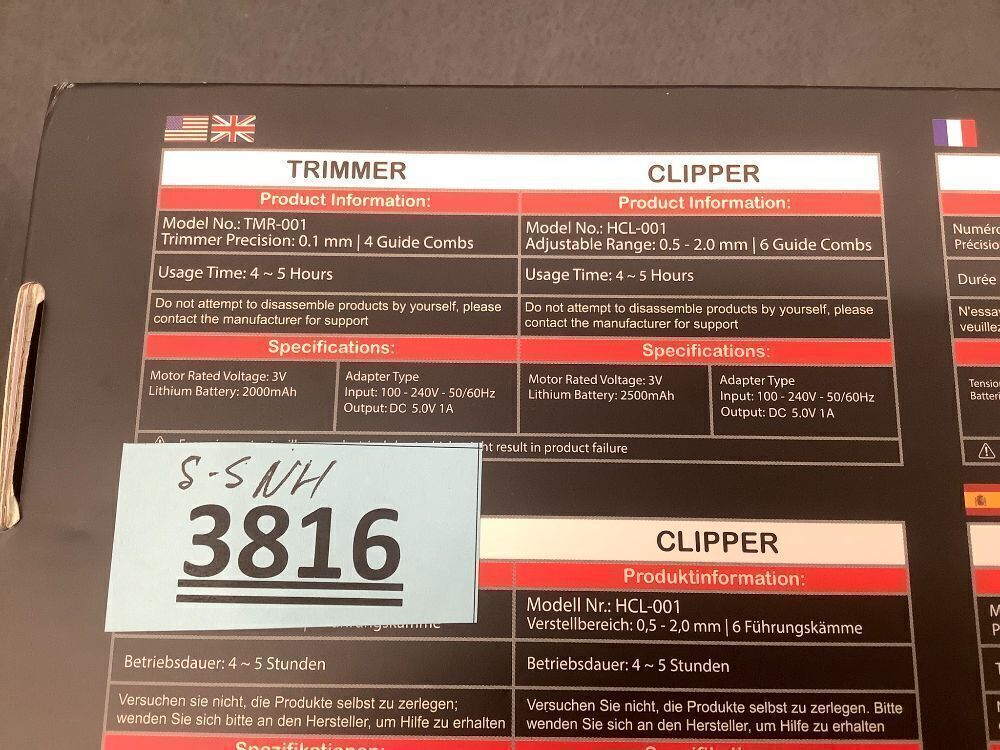 TRIMMER
Product Information:
Model No.: TMR-001
Trimmer Precision: 0.1 mm | 4 Guide Combs
Usage Time: 4 ~ 5 Hours
Do not attempt to disassemble products by yourself, please
contact the manufacturer for support
Specifications:
Motor Rated Voltage: 3V
Lithium Battery: 2000mAh
Adapter Type
Input: 100 - 240V - 50/60Hz
Output: DC 5.0V 1A
CLIPPER
Product Information:
Model No.: HCL-001
Adjustable Range: 0.5 - 2.0 mm | 6 Guide Combs
Usage Time: 4 ~ 5 Hours
Do not attempt to disassemble products by yourself, please
contact the manufacturer for support
Specifications:
Motor Rated Voltage: 3V
Lithium Battery: 2500mAh
Adapter Type
Input: 100 - 240V - 50/60Hz
Output: DC 5.0V 1A
result in product failure
S-S NH
3816
Betriebsdauer: 4 ~ 5 Stunden
Versuchen sie nicht, die Produkte selbst zu zerlegen;
wenden Sie sich bitte an den Hersteller, um Hilfe zu erhalten
CLIPPER
Produktinformation:
Modell Nr.: HCL-001
Verstellbereich: 0,5 - 2,0 mm | 6 Führungskämme
Betriebsdauer: 4 ~ 5 Stunden
Versuchen Sie nicht, die Produkte selbst zu zerlegen. Bitte
wenden Sie sich an den Hersteller, um Hilfe zu erhalten
Durée